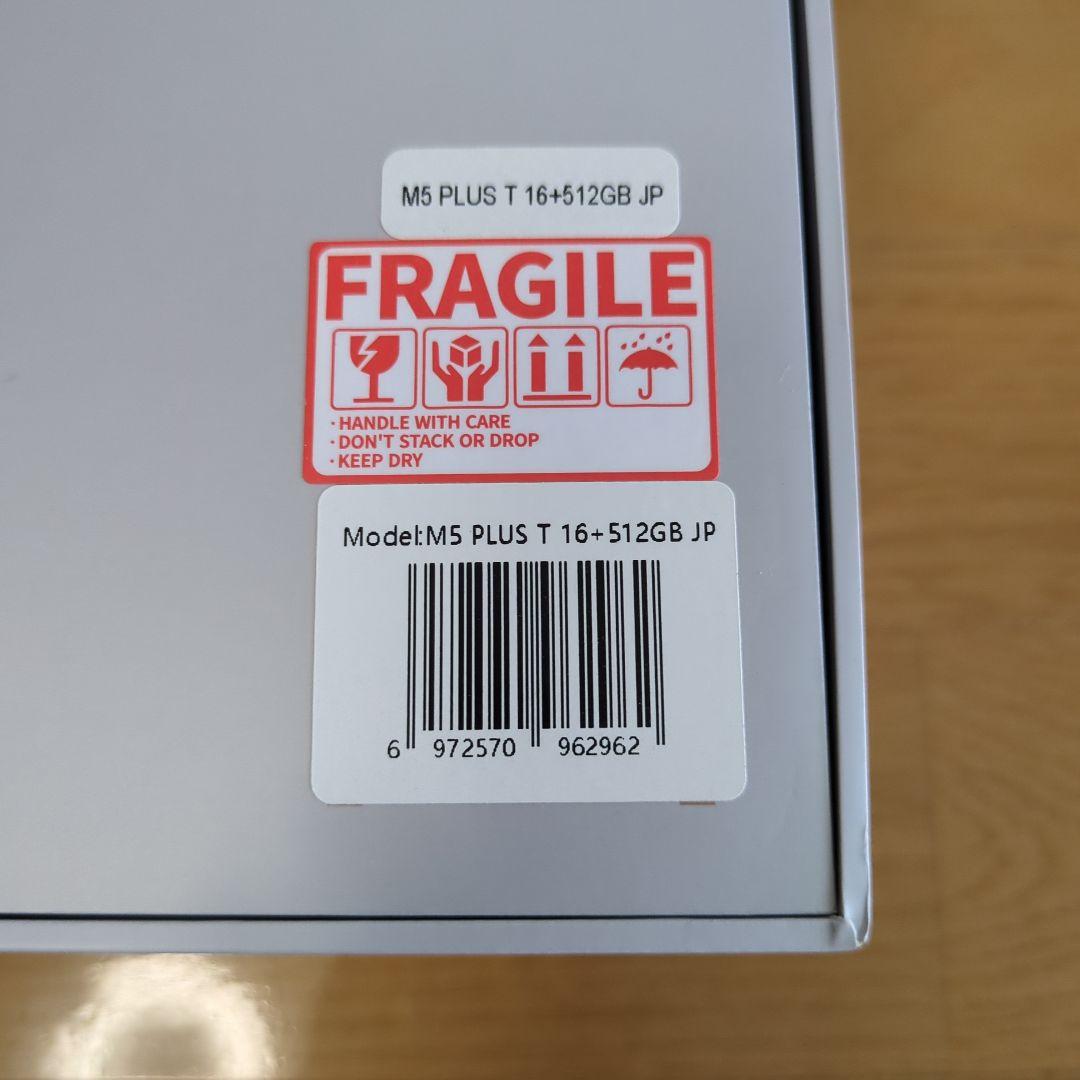 M5 PLUS T 16+512GB JP
FRAGILE
·HANDLE WITH CARE
·DON'T STACK OR DROP
·KEEP DRY
Model:M5 PLUS T 16+512GB JP
6 972570 962962